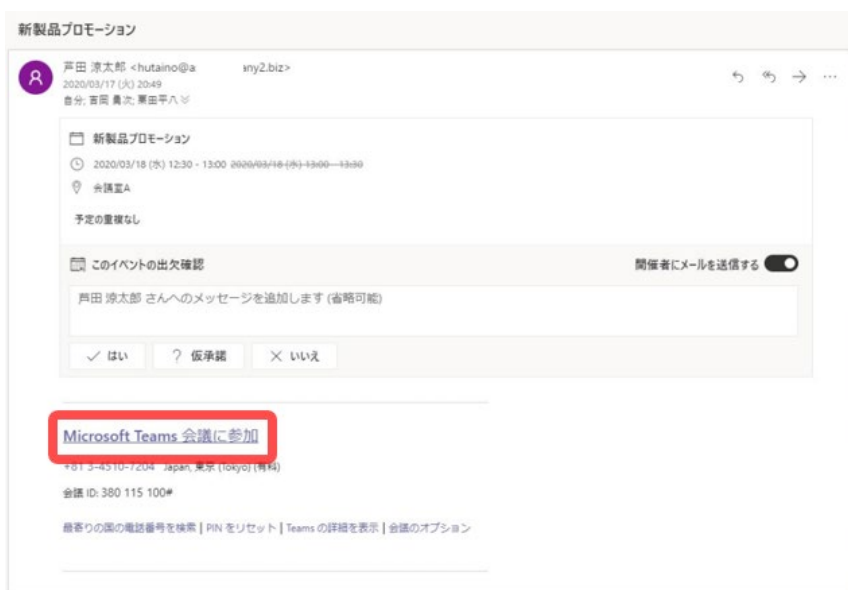 新製品プロモーション
芦田 涼太郎 <hutaino@a any2.biz>
2020/03/17 (火) 20:49
自分; 吉岡 勇次; 栗田平八
新製品プロモーション
2020/03/18 (水) 12:30 - 13:00 2020/03/18 (水) 13:00 - 13:30
会議室A
予定の重複なし
このイベントの出欠確認 開催者にメールを送信する
芦田 涼太郎 さんへのメッセージを追加します (省略可能)
はい ? 仮承諾 いいえ
Microsoft Teams 会議に参加
+81 3-4510-7204 Japan, 東京 (Tokyo) (有料)
会議 ID: 380 115 100#
最寄りの国の電話番号を検索 | PIN をリセット | Teams の詳細を表示 | 会議のオプション